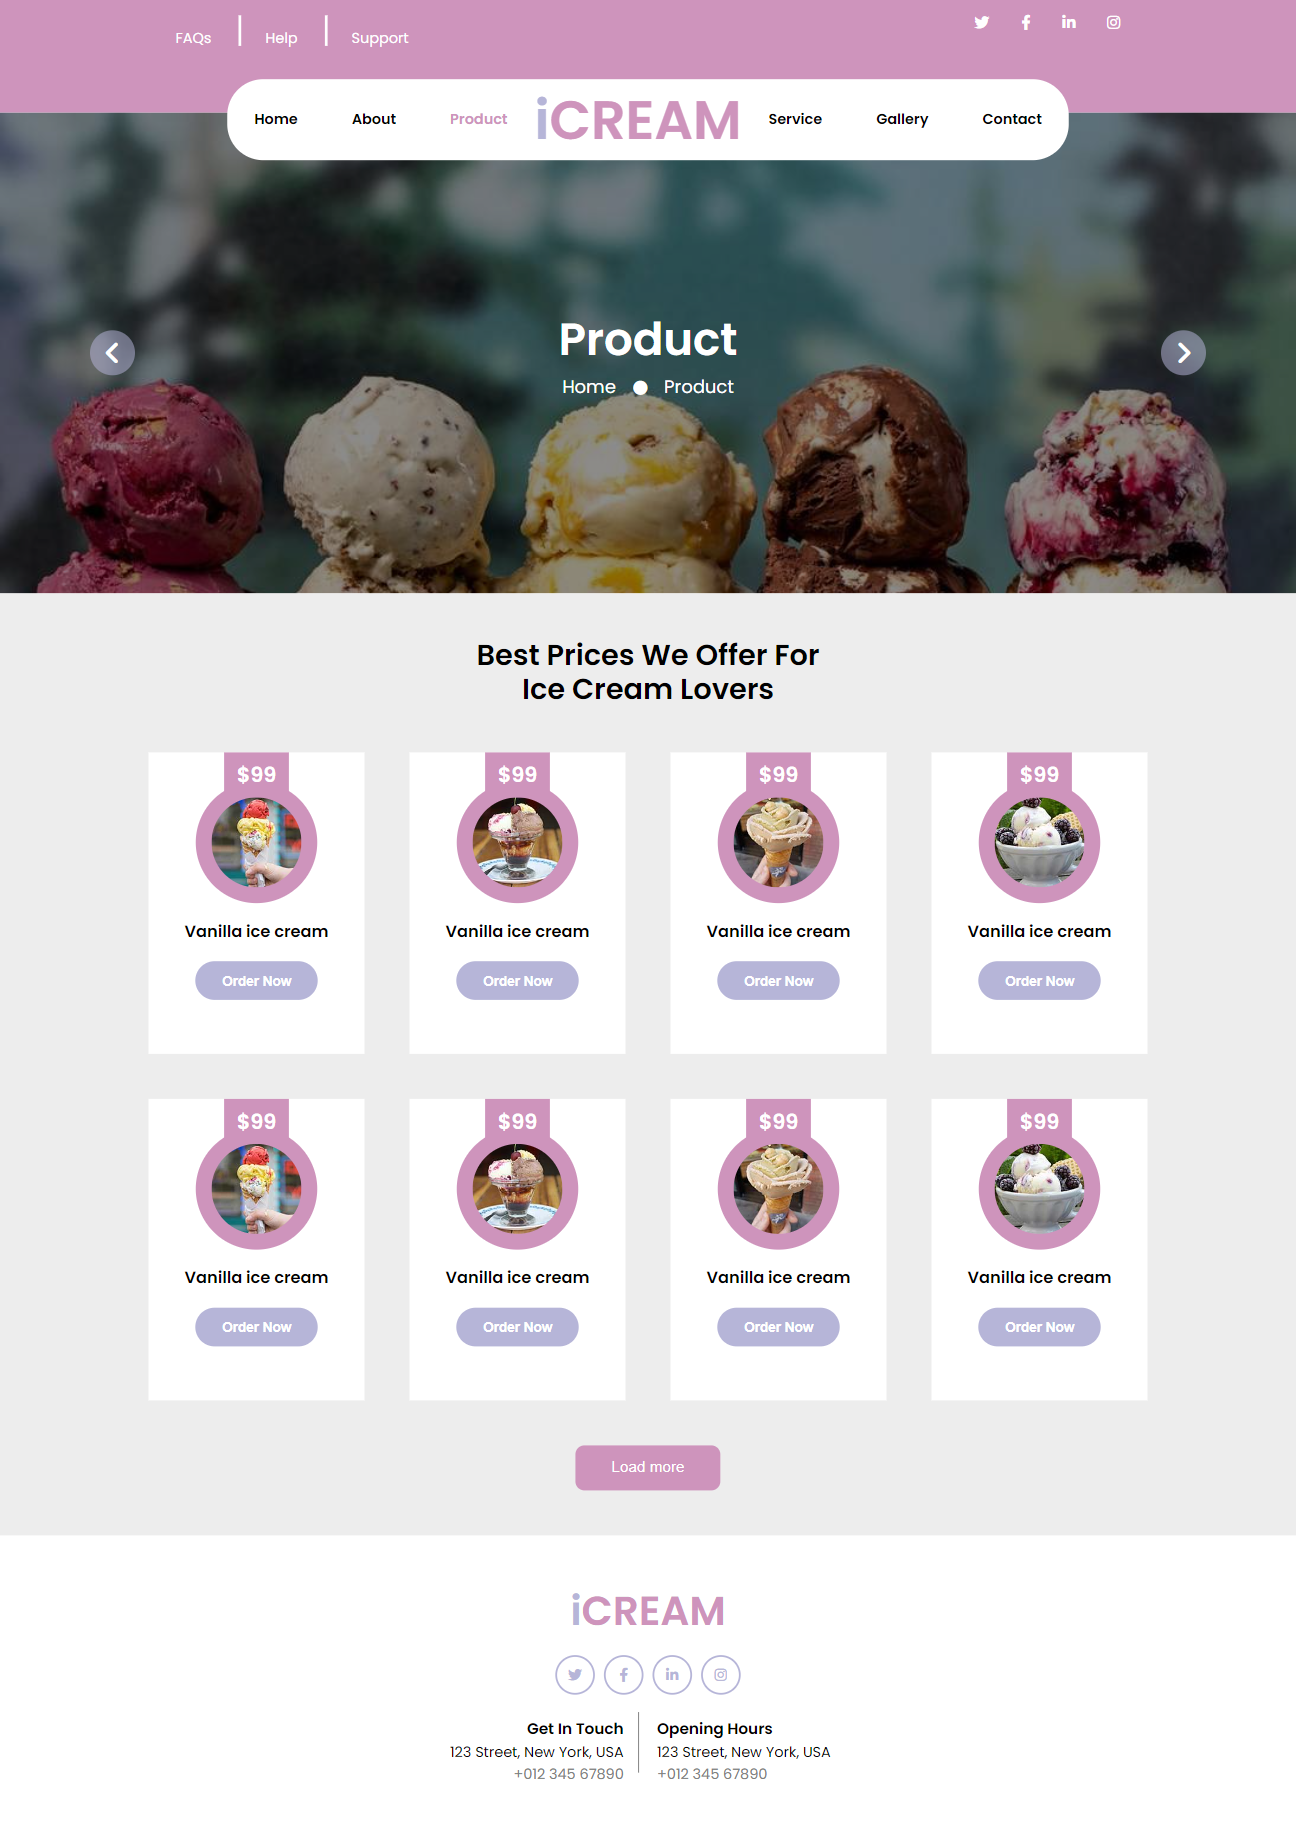 FAQs Help Support
Home About Product iCREAM Service Gallery Contact
Product
Home Product
Best Prices We Offer For
Ice Cream Lovers
$99 $99 $99 $99
Vanilla ice cream Vanilla ice cream Vanilla ice cream Vanilla ice cream
Order Now Order Now Order Now Order Now
$99 $99 $99 $99
Vanilla ice cream Vanilla ice cream Vanilla ice cream Vanilla ice cream
Order Now Order Now Order Now Order Now
Load more
iCREAM
Get In Touch
123 Street, New York, USA
+012 345 67890
Opening Hours
123 Street, New York, USA
+012 345 67890